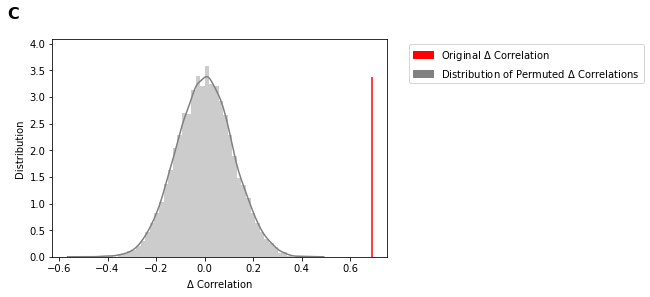 C
4.0
3.5
3.0
2.5
2.0
1.5
1.0
0.5
0.0
Distribution
−0.6 −0.4 −0.2 0.0 0.2 0.4 0.6
Δ Correlation
Original Δ Correlation
Distribution of Permuted Δ Correlations